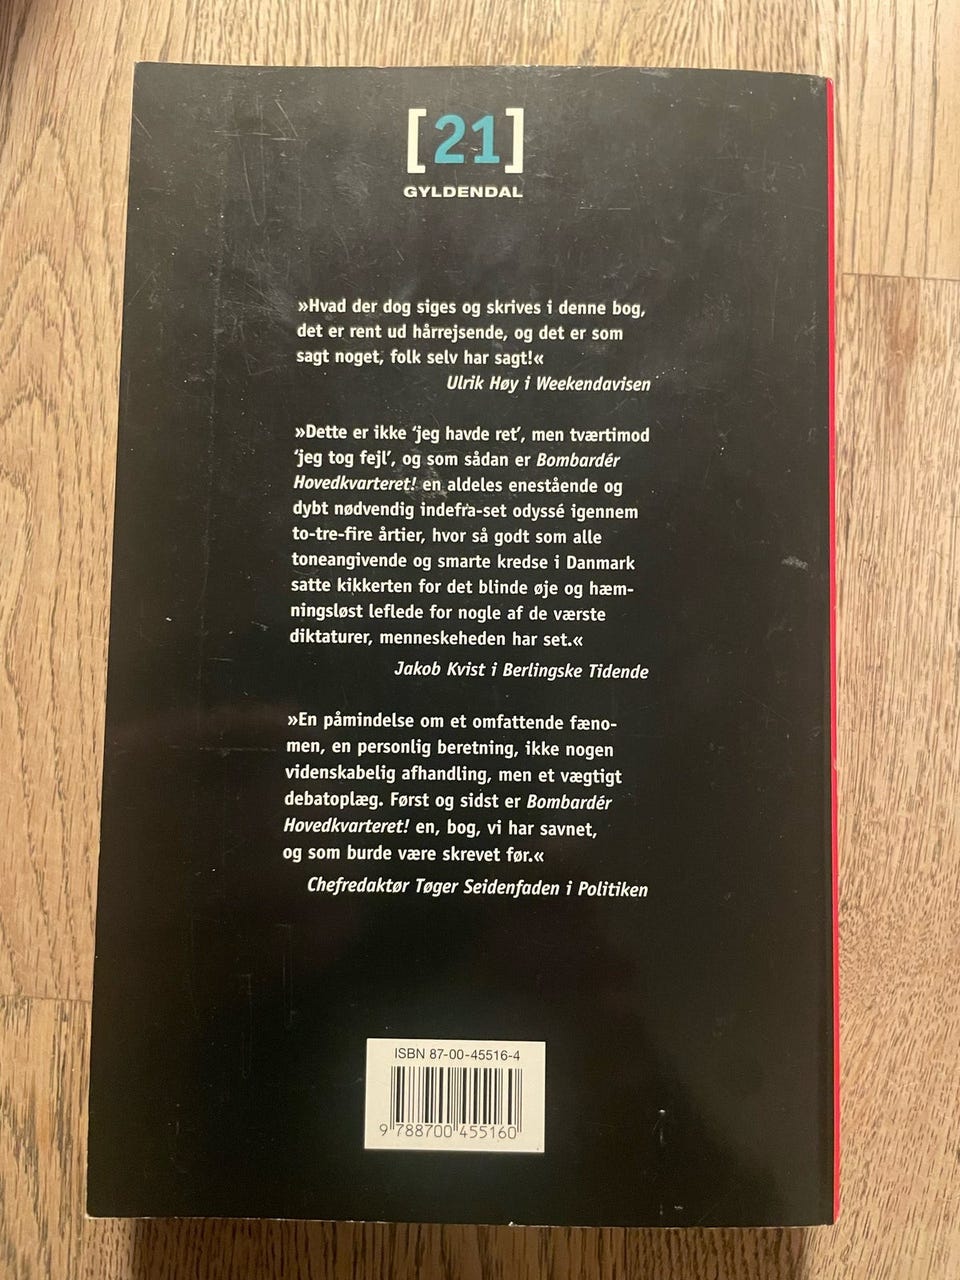 [21]
GYLDENDAL
»Hvad der dog siges og skrives i denne bog,
det er rent ud hårrejsende, og det er som
sagt noget, folk selv har sagt!«
Ulrik Høy i Weekendavisen
»Dette er ikke ‘jeg havde ret’, men tværtimod
‘jeg tog fejl’, og som sådan er Bombardér
Hovedkvarteret! en aldeles enestående og
dybt nødvendig indefra-set odyssé igennem
to-tre-fire årtier, hvor så godt som alle
toneangivende og smarte kredse i Danmark
satte kikkerten for det blinde øje og hæm-
ningsløst leflede for nogle af de værste
diktaturer, menneskeheden har set.«
Jakob Kvist i Berlingske Tidende
»En påmindelse om et omfattende fæno-
men, en personlig beretning, ikke nogen
videnskabelig afhandling, men et vægtigt
debatoplæg. Først og sidst er Bombardér
Hovedkvarteret! en, bog, vi har savnet,
og som burde være skrevet før.«
Chefredaktør Tøger Seidenfaden i Politiken
ISBN 87-00-45516-4
9 788700 455160